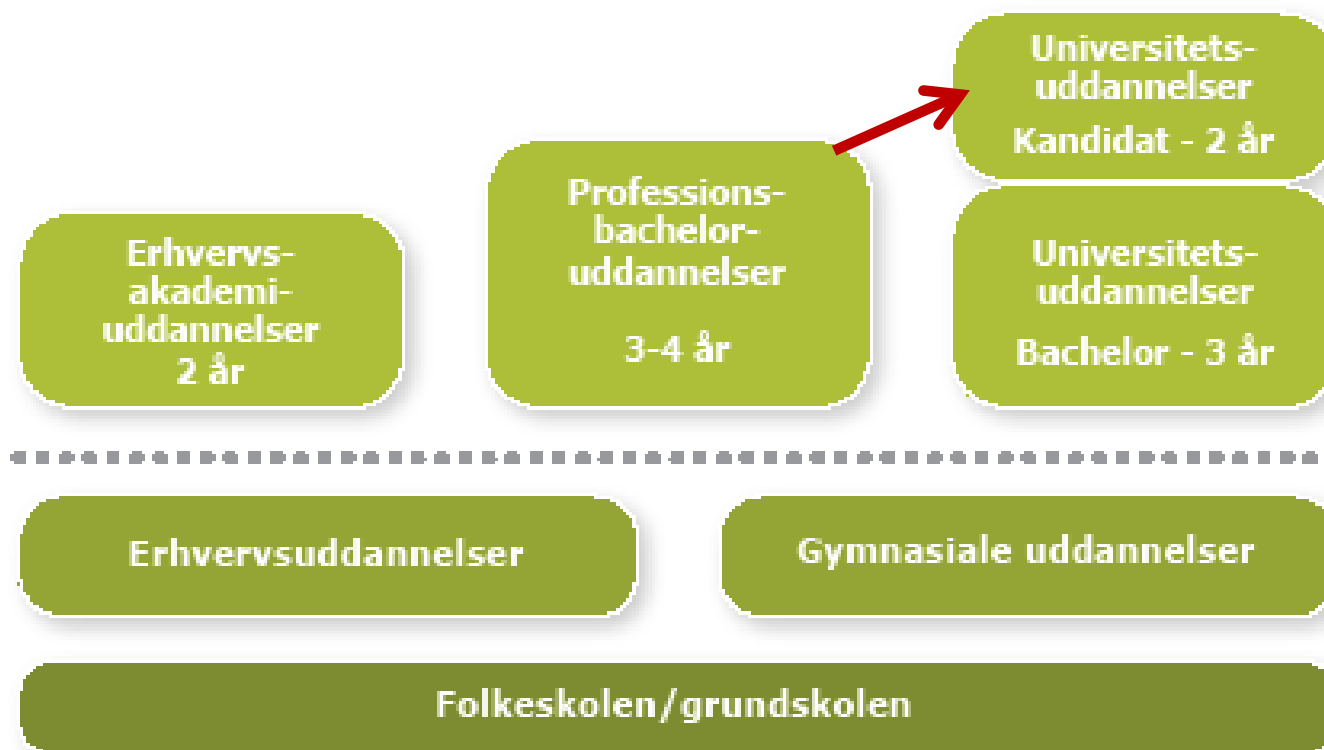 Universitets-
uddannelser
Kandidat - 2 år
Professions-
bachelor-
uddannelser
3-4 år
Erhvervs-
akademi-
uddannelser
2 år
Universitets-
uddannelser
Bachelor - 3 år
Erhvervsuddannelser
Gymnasiale uddannelser
Folkeskolen/grundskolen